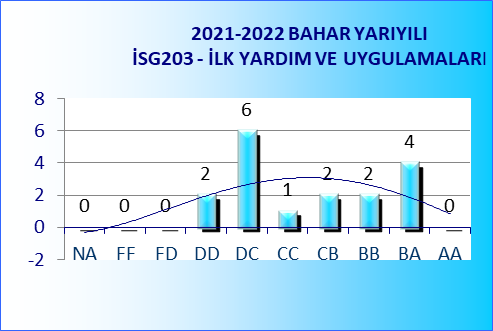 2021-2022 BAHAR YARIYILI
İSG203 - İLK YARDIM VE UYGULAMALARI
8
6
4
2
0
-2
0 0 0 2 6 1 2 2 4 0
NA FF FD DD DC CC CB BB BA AA